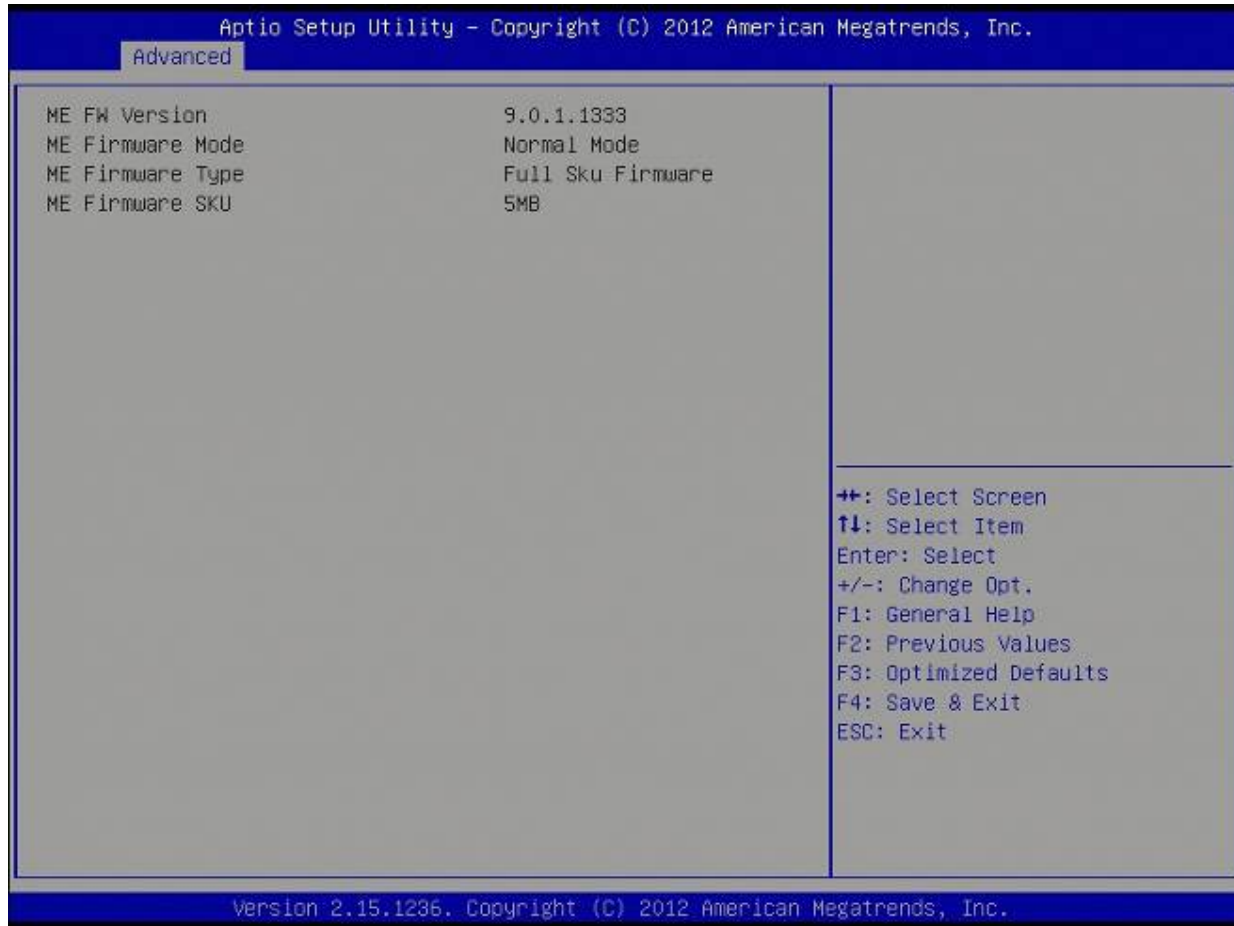 Aptio Setup Utility – Copyright (C) 2012 American Megatrends, Inc.
Advanced
ME FW Version 9.0.1.1333
ME Firmware Mode Normal Mode
ME Firmware Type Full Sku Firmware
ME Firmware SKU 5MB
→←: Select Screen
↑↓: Select Item
Enter: Select
+/-: Change Opt.
F1: General Help
F2: Previous Values
F3: Optimized Defaults
F4: Save & Exit
ESC: Exit
Version 2.15.1236. Copyright (C) 2012 American Megatrends, Inc.